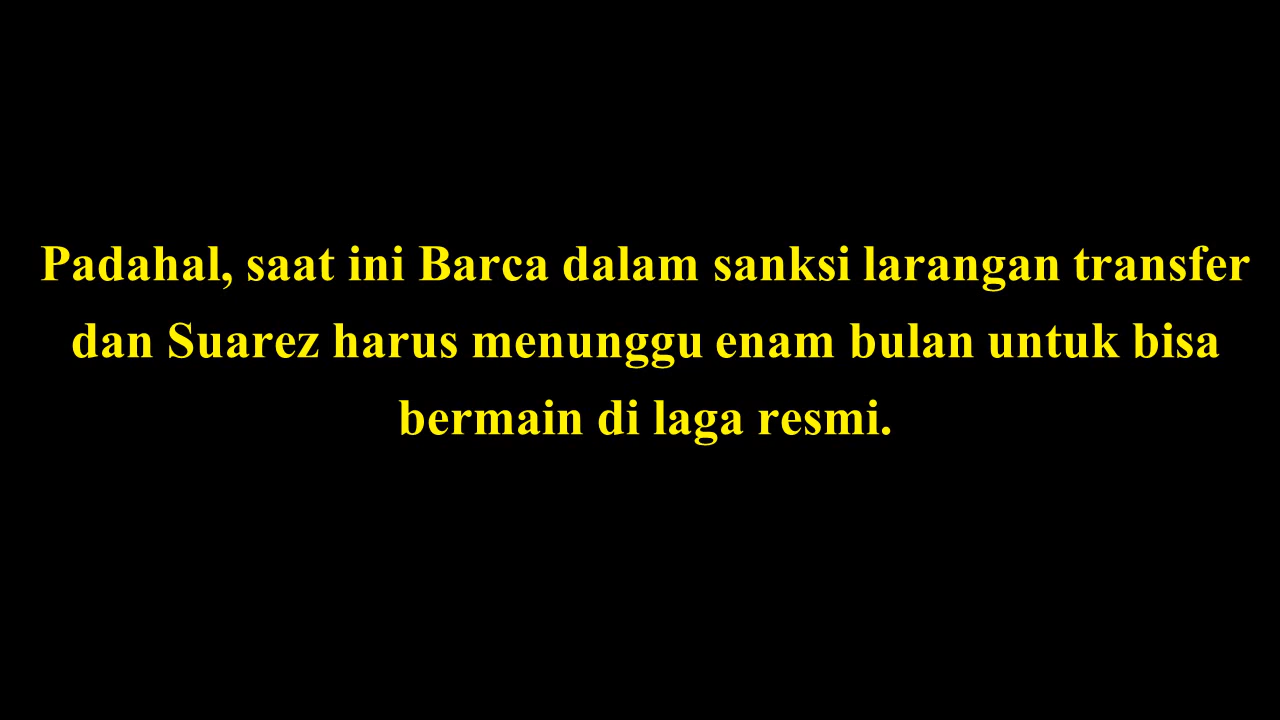 Padahal, saat ini Barca dalam sanksi larangan transfer
dan Suarez harus menunggu enam bulan untuk bisa
bermain di laga resmi.